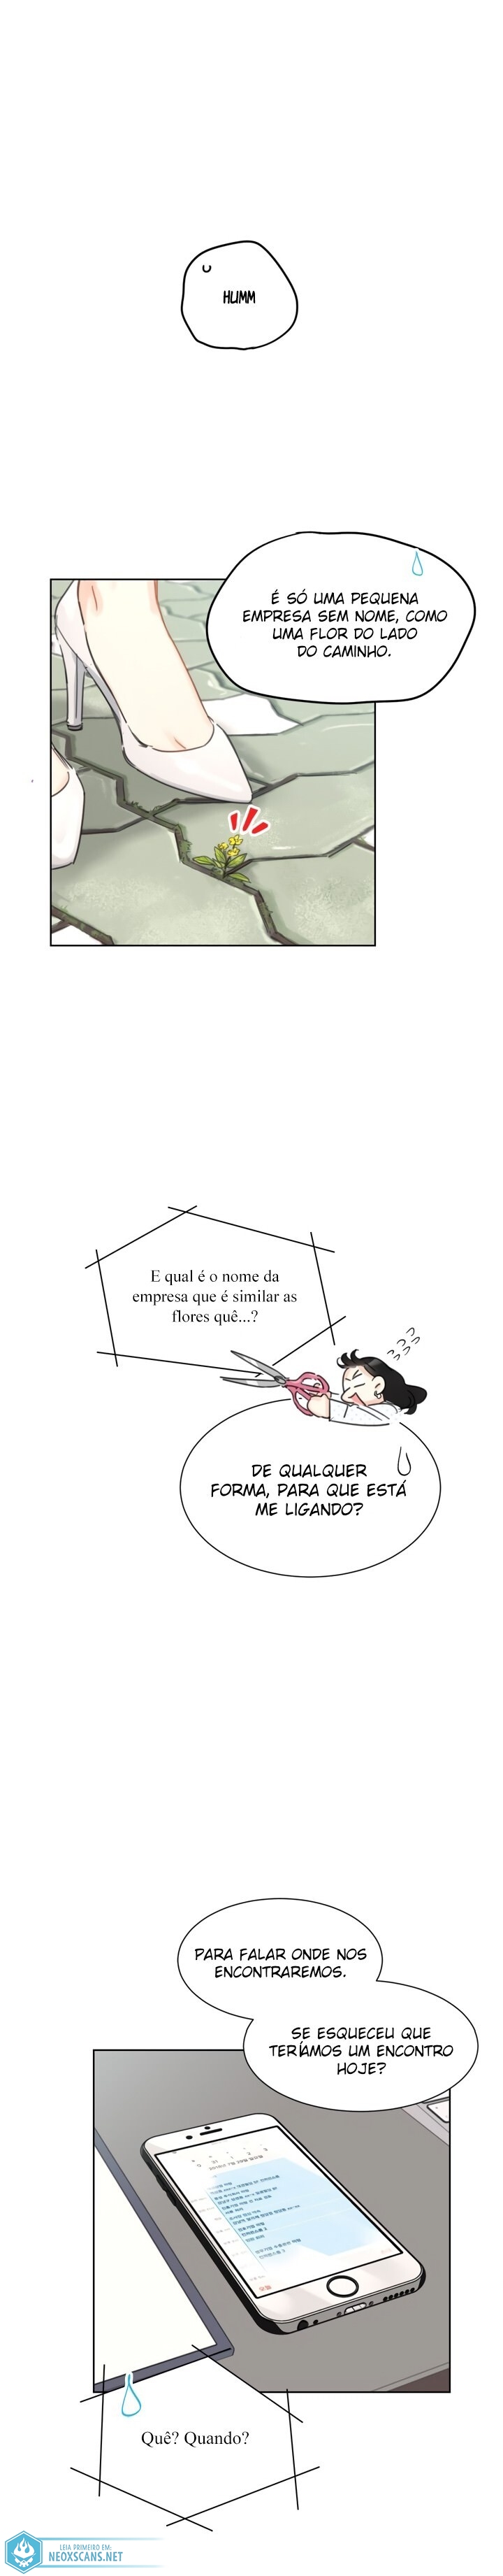 HUMM
É SÓ UMA PEQUENA
EMPRESA SEM NOME, COMO
UMA FLOR DO LADO
DO CAMINHO.
E qual é o nome da
empresa que é similar as
flores quê...?
DE QUALQUER
FORMA, PARA QUE ESTÁ
ME LIGANDO?
PARA FALAR ONDE NOS
ENCONTRAREMOS.
SE ESQUECEU QUE
TERÍAMOS UM ENCONTRO
HOJE?
Quê? Quando?
LEIA PRIMEIRO EM:
NEOXSCANS.NET